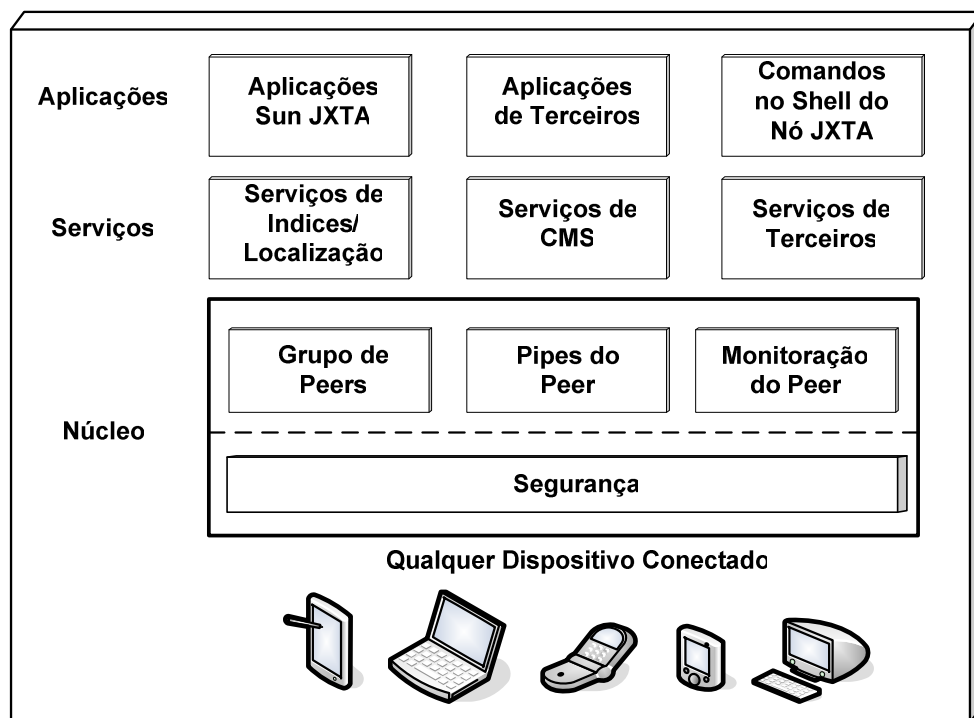 Aplicações
Aplicações
Sun JXTA
Aplicações
de Terceiros
Comandos
no Shell do
Nó JXTA
Serviços
Serviços de
Indices/
Localização
Serviços de
CMS
Serviços de
Terceiros
Núcleo
Grupo de
Peers
Pipes do
Peer
Monitoração
do Peer
Segurança
Qualquer Dispositivo Conectado